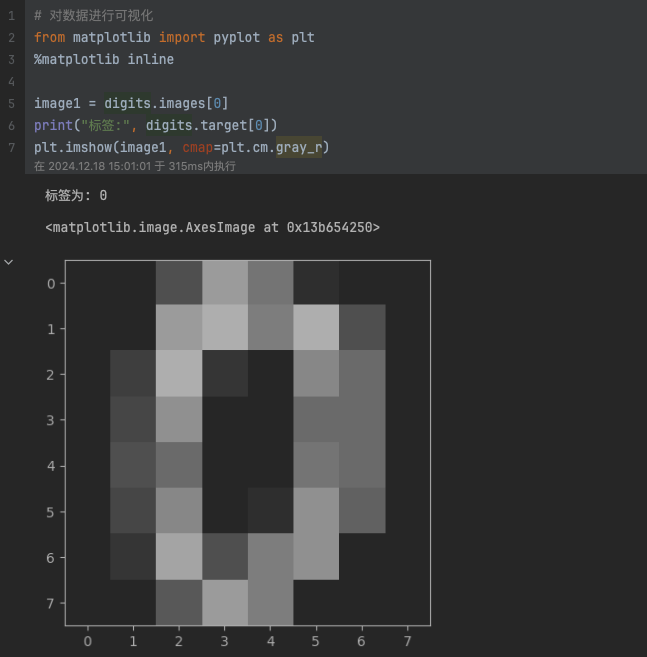 1 # 对数据进行可视化
2 from matplotlib import pyplot as plt
3 %matplotlib inline
4
5 image1 = digits.images[0]
6 print("标签:", digits.target[0])
7 plt.imshow(image1, cmap=plt.cm.gray_r)
在 2024.12.18 15:01:01 于 315ms内执行
标签为: 0
<matplotlib.image.AxesImage at 0x13b654250>
0
1
2
3
4
5
6
7
0 1 2 3 4 5 6 7